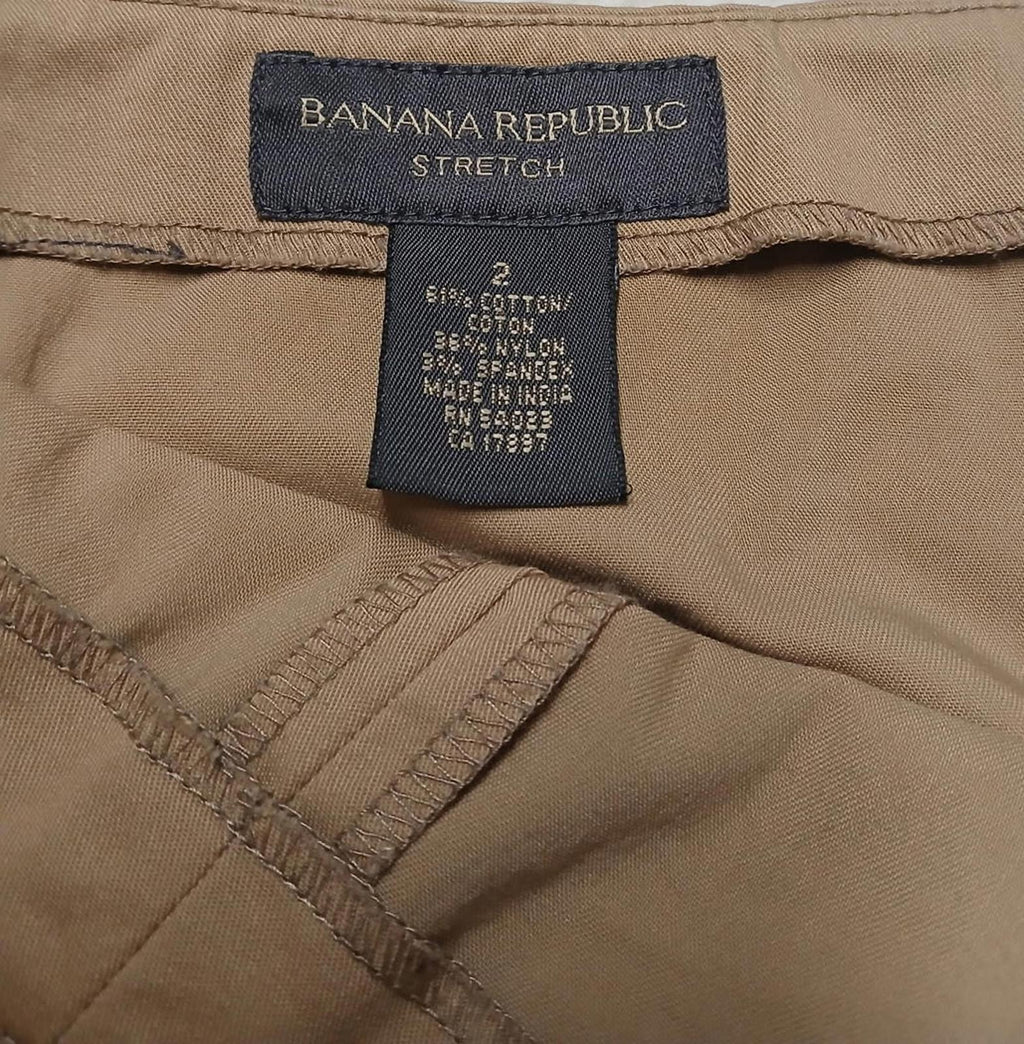 BANANA REPUBLIC
STRETCH
2
61% COTTON/
COTON
36% NYLON
3% SPANDEX
MADE IN INDIA
RN 54023
CA 17897